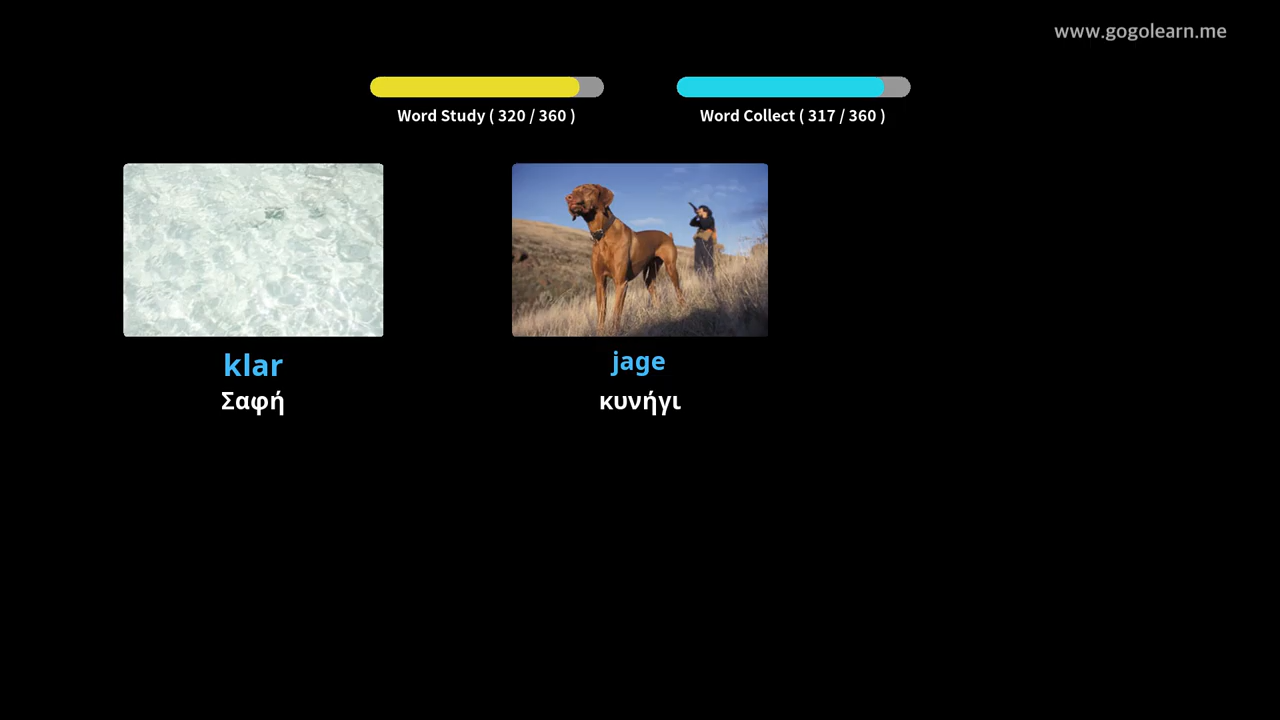 www.gogolearn.me
Word Study ( 320 / 360 )
Word Collect ( 317 / 360 )
klar
Σαφή
jage
κυνήγι